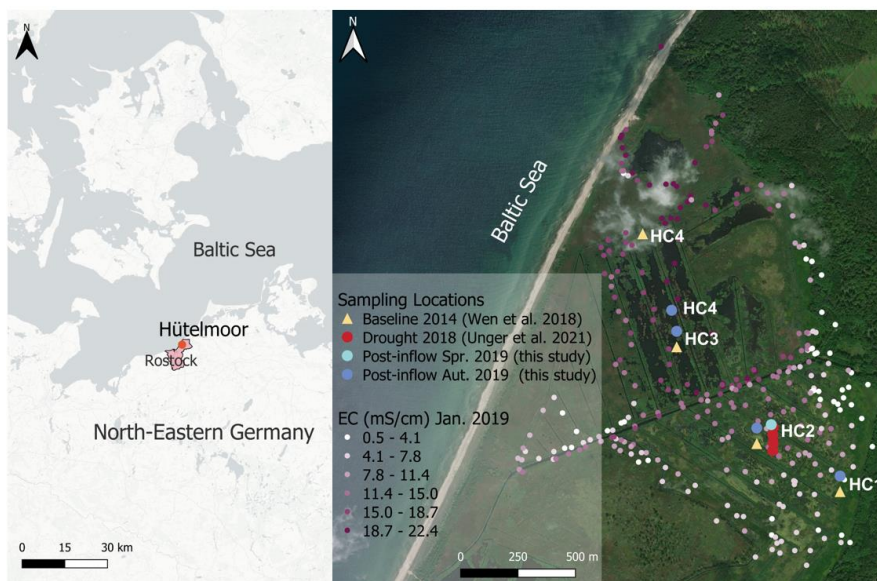 N
Baltic Sea
Hütelmoor
Rostock
North-Eastern Germany
0 15 30 km
N
Baltic Sea
HC4
HC4
HC3
HC2
HC1
Sampling Locations
Baseline 2014 (Wen et al. 2018)
Drought 2018 (Unger et al. 2021)
Post-inflow Spr. 2019 (this study)
Post-inflow Aut. 2019 (this study)
EC (mS/cm) Jan. 2019
0.5 - 4.1
4.1 - 7.8
7.8 - 11.4
11.4 - 15.0
15.0 - 18.7
18.7 - 22.4
0 250 500 m